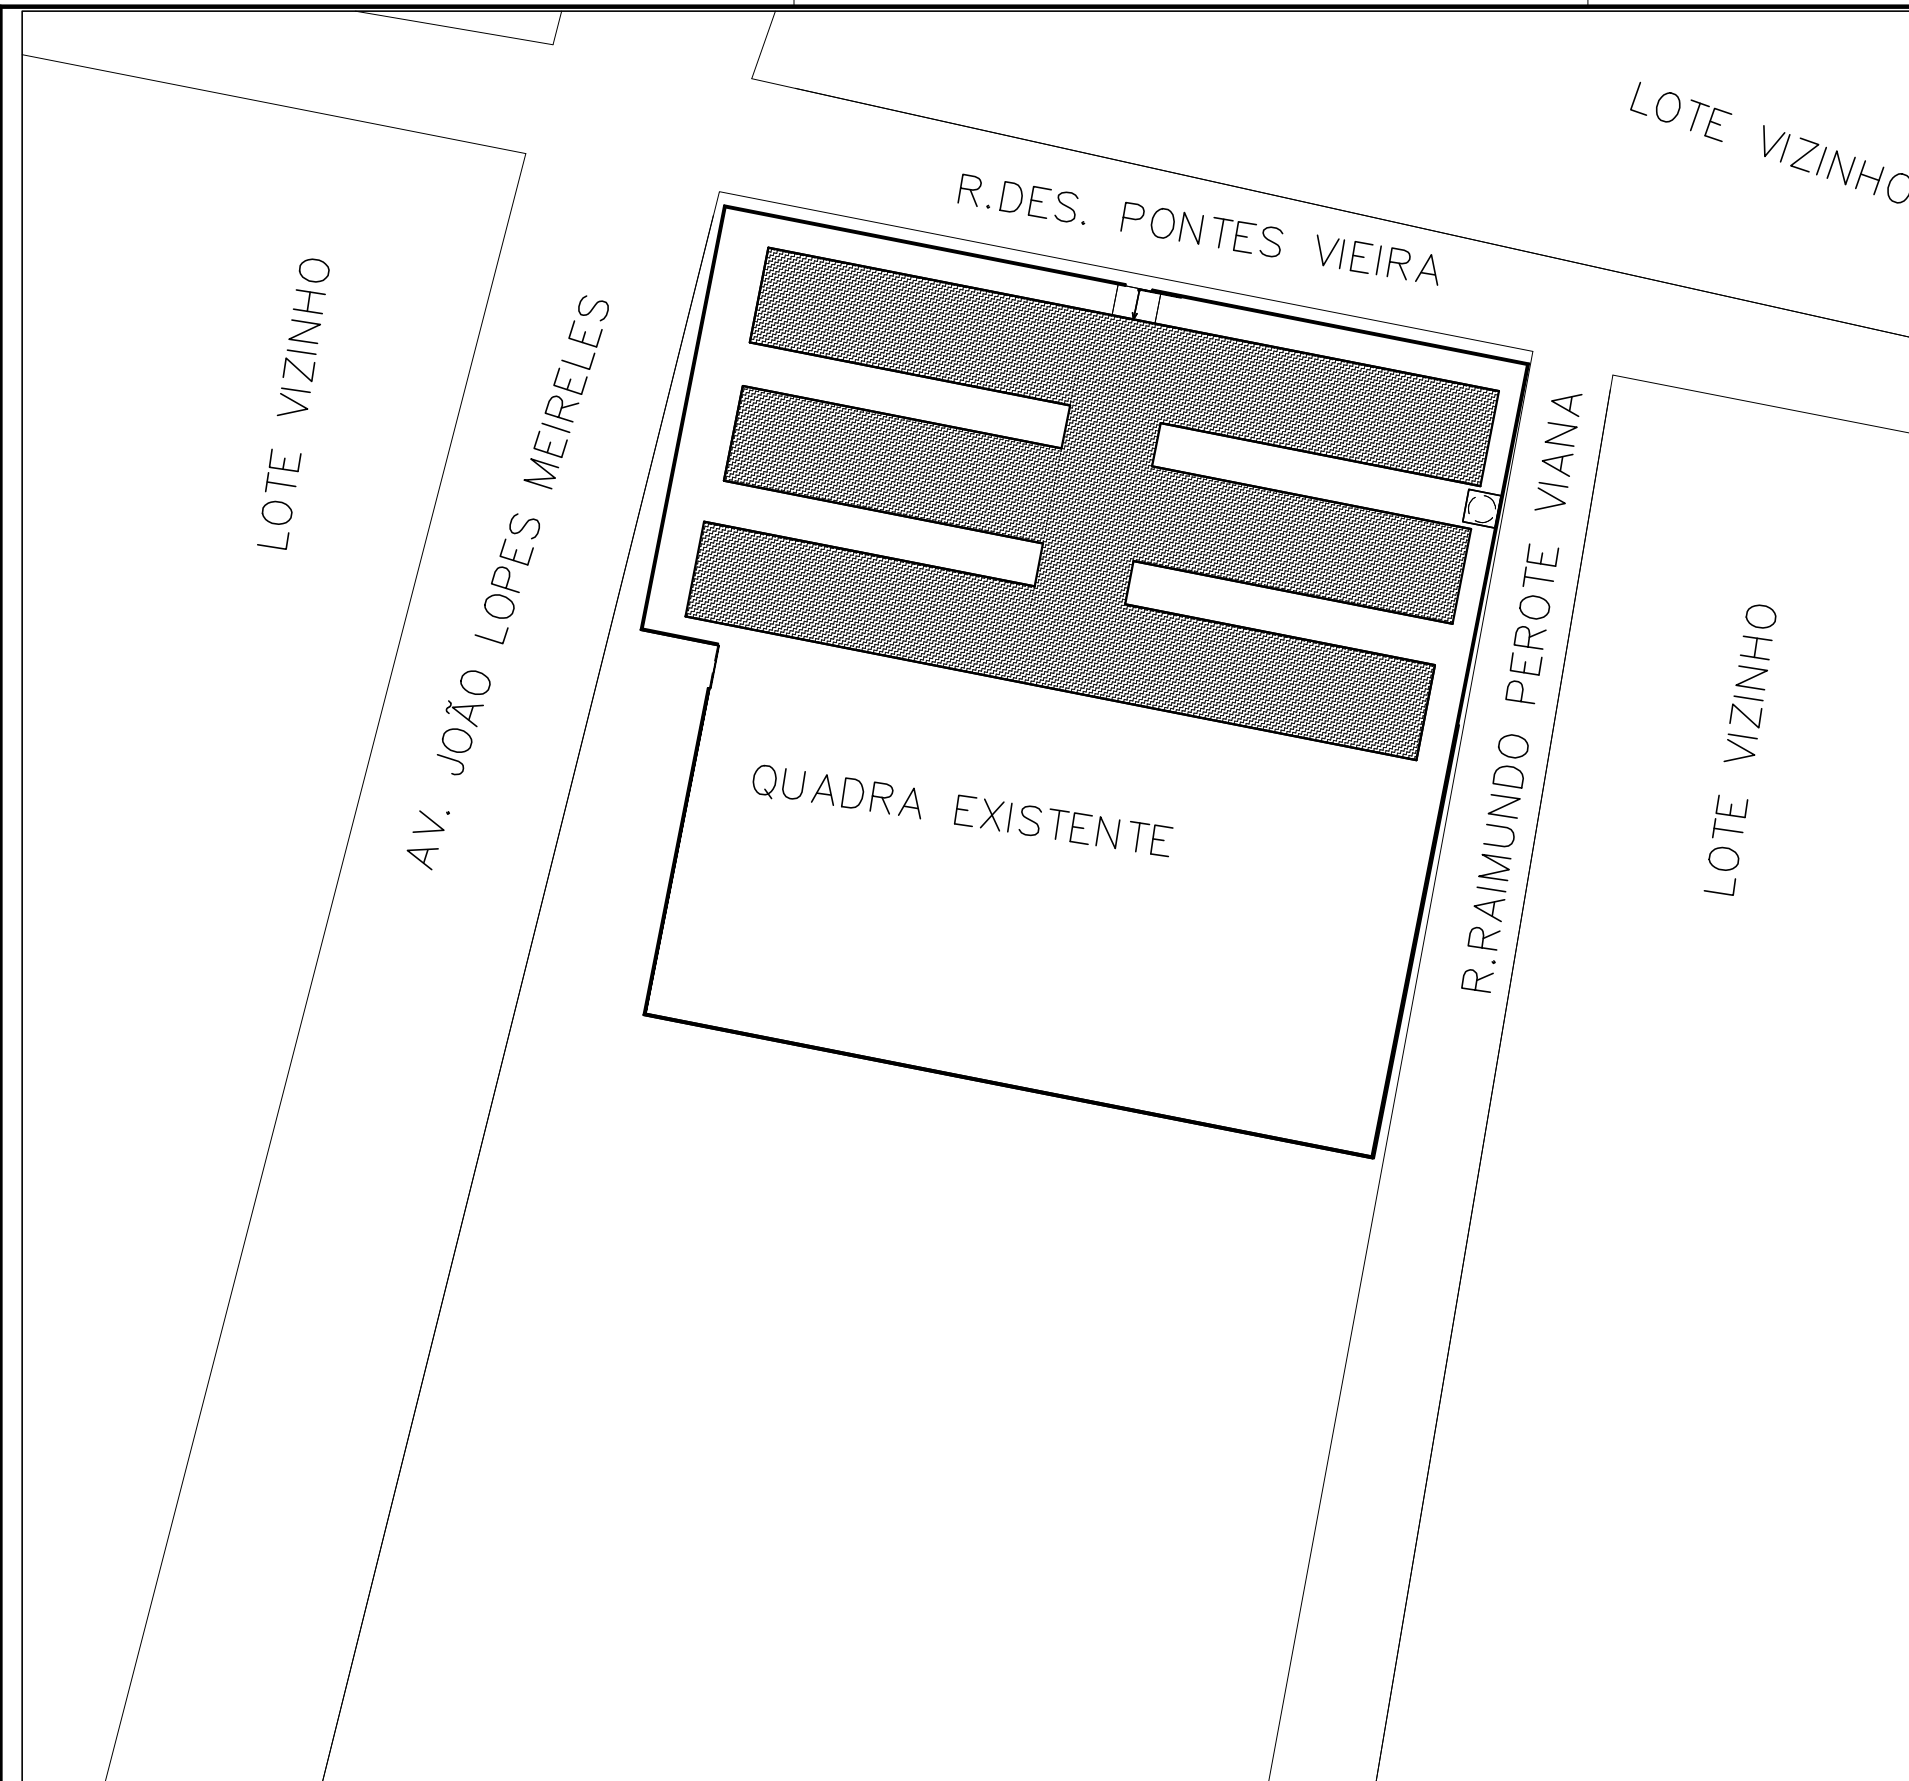 LOTE VIZINHO
R.DES. PONTES VIEIRA
LOTE VIZINHO
AV. JOÃO LOPES MEIRELES
R.RAIMUNDO PEROTE VIANA
LOTE VIZINHO
QUADRA EXISTENTE